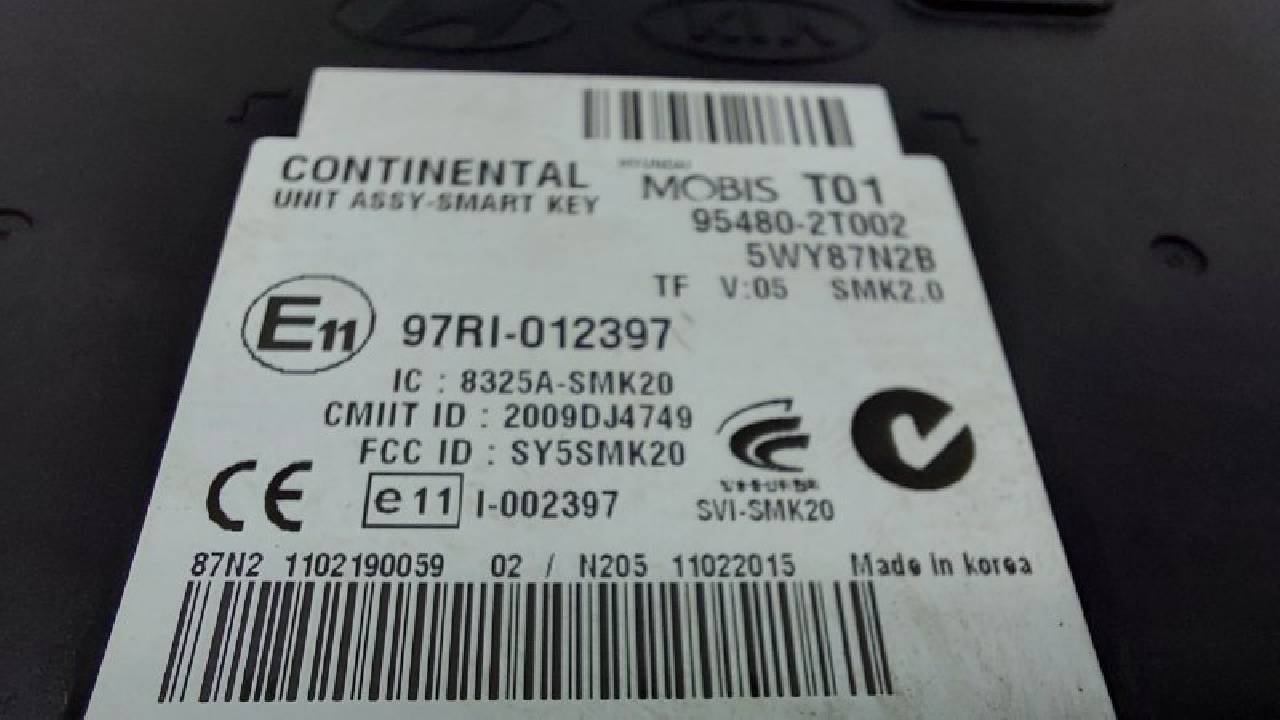 KIA
CONTINENTAL
UNIT ASSY-SMART KEY
HYUNDAI
MOBIS T01
95480-2T002
5WY87N2B
TF V:05 SMK2.0
E11 97RI-012397
IC : 8325A-SMK20
CMIIT ID : 2009DJ4749
FCC ID : SY5SMK20
CE e11 I-002397
SVI-SMK20
87N2 1102190059 02 / N205 11022015 Made in korea